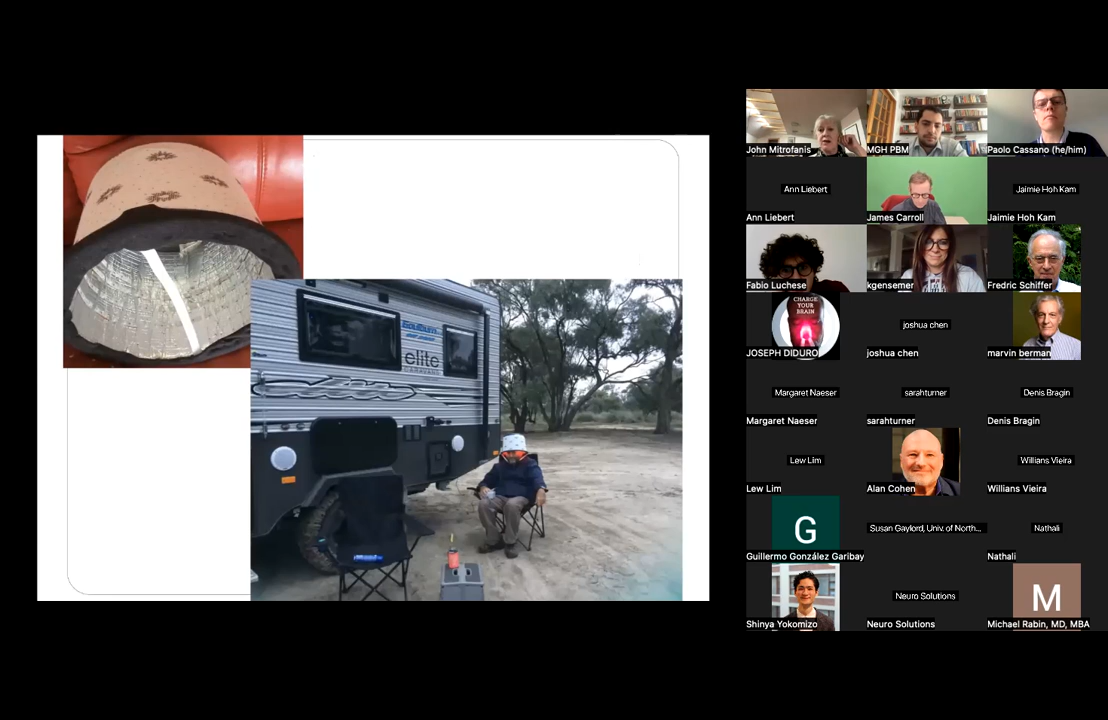 elite
CARAVANS
John Mitrofanis
MGH PBM
Paolo Cassano (he/him)
Ann Liebert
Jaimie Hoh Kam
Ann Liebert
James Carroll
Jaimie Hoh Kam
Fabio Luchese
kgensemer
Fredric Schiffer
CHARGE
YOUR
BRAIN
joshua chen
JOSEPH DIDURO
joshua chen
marvin berman
Margaret Naeser
sarahturner
Denis Bragin
Margaret Naeser
sarahturner
Denis Bragin
Lew Lim
Willians Vieira
Lew Lim
Alan Cohen
Willians Vieira
G
Susan Gaylord, Univ. of North...
Nathali
Guillermo González Garibay
Nathali
Neuro Solutions
M
Shinya Yokomizo
Neuro Solutions
Michael Rabin, MD, MBA